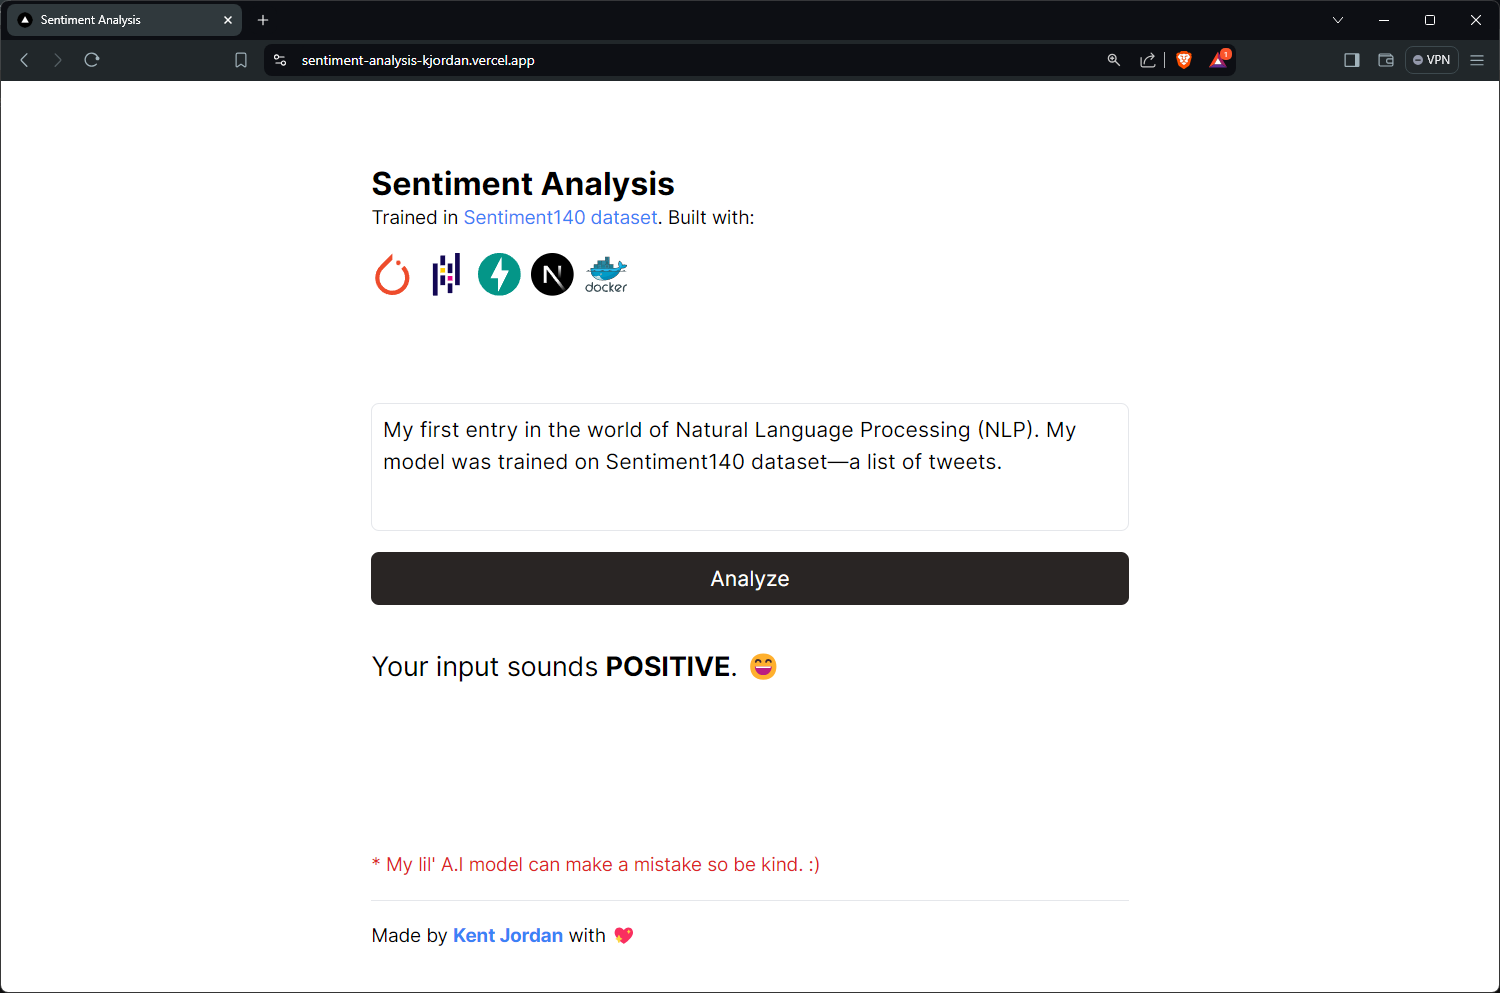 Sentiment Analysis
sentiment-analysis-kjordan.vercel.app
1
VPN
Sentiment Analysis
Trained in Sentiment140 dataset. Built with:
N
docker
My first entry in the world of Natural Language Processing (NLP). My
model was trained on Sentiment140 dataset—a list of tweets.
Analyze
Your input sounds POSITIVE. 😄
* My lil' A.I model can make a mistake so be kind. :)
Made by Kent Jordan with 💖